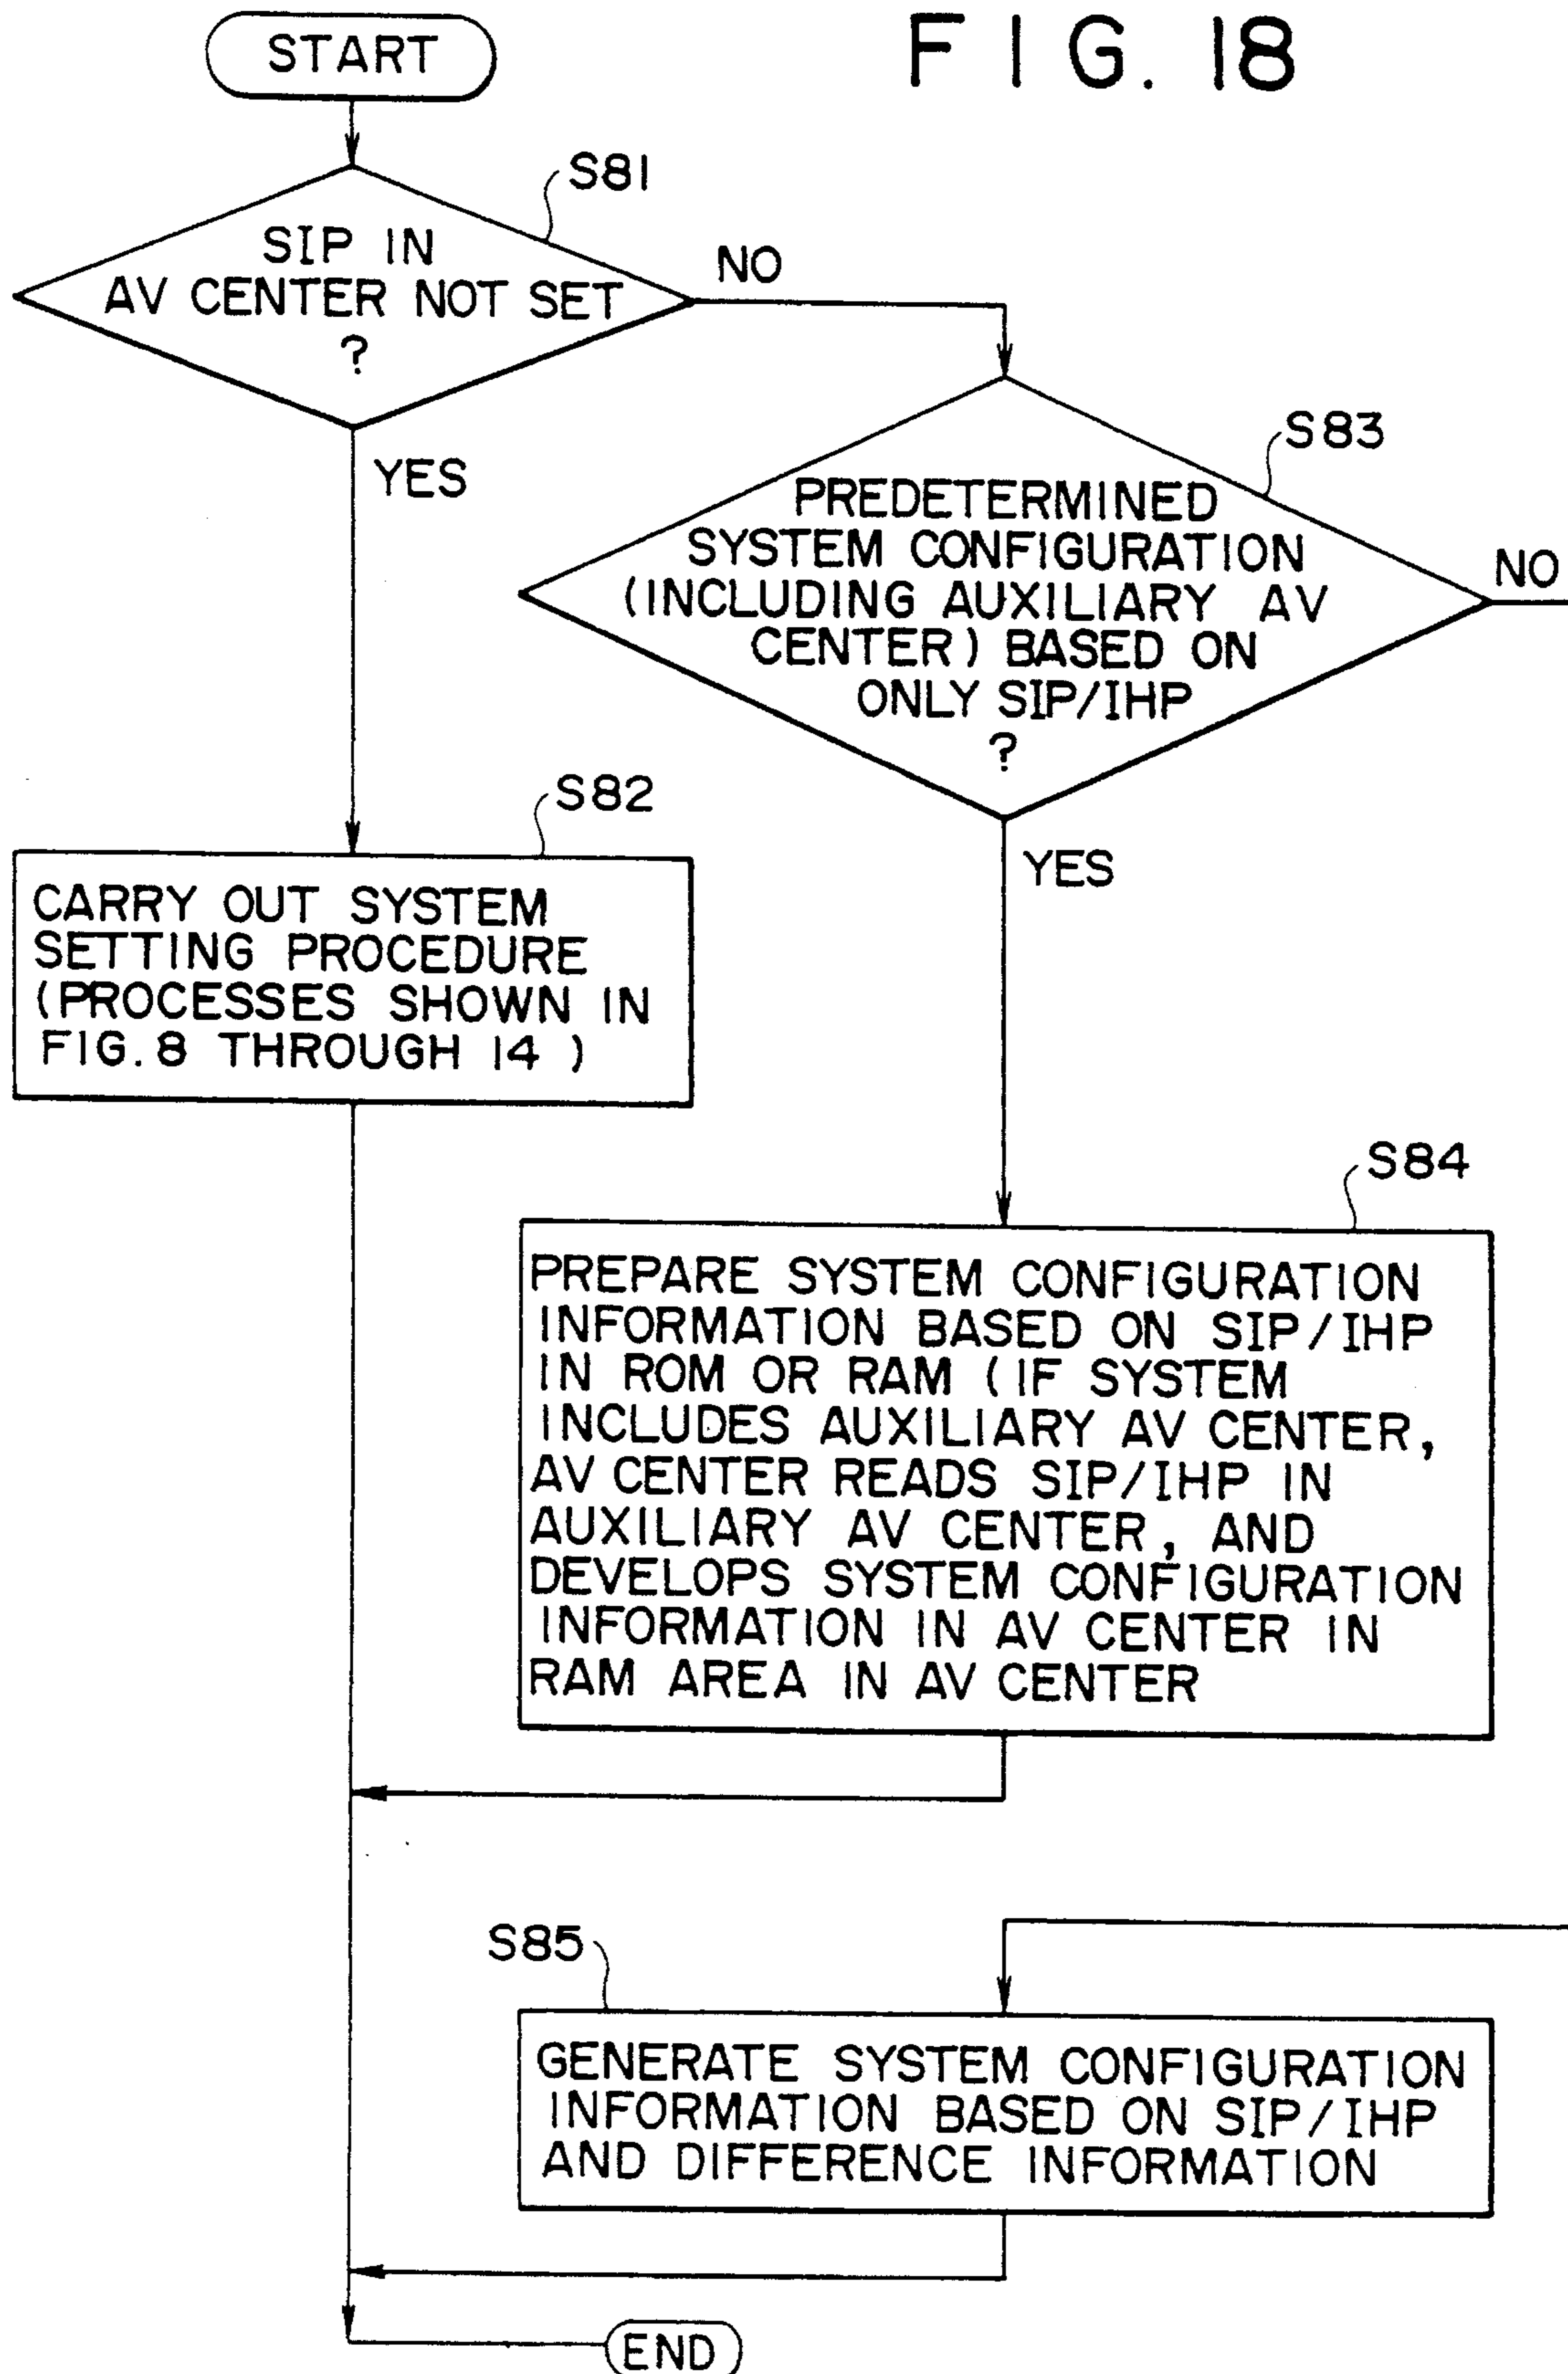 FIG. 18
START
S81
SIP IN
AV CENTER NOT SET
?
NO
YES
S83
PREDETERMINED
SYSTEM CONFIGURATION
(INCLUDING AUXILIARY AV
CENTER) BASED ON
ONLY SIP/IHP
?
NO
YES
S82
CARRY OUT SYSTEM
SETTING PROCEDURE
(PROCESSES SHOWN IN
FIG. 8 THROUGH 14 )
S84
PREPARE SYSTEM CONFIGURATION
INFORMATION BASED ON SIP/IHP
IN ROM OR RAM (IF SYSTEM
INCLUDES AUXILIARY AV CENTER,
AV CENTER READS SIP/IHP IN
AUXILIARY AV CENTER, AND
DEVELOPS SYSTEM CONFIGURATION
INFORMATION IN AV CENTER IN
RAM AREA IN AV CENTER
S85
GENERATE SYSTEM CONFIGURATION
INFORMATION BASED ON SIP/IHP
AND DIFFERENCE INFORMATION
END